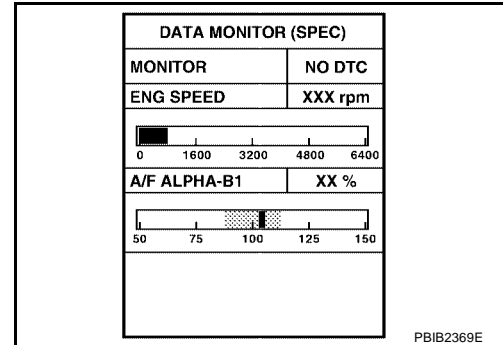 DATA MONITOR (SPEC)
MONITOR NO DTC
ENG SPEED XXX rpm
0 1600 3200 4800 6400
A/F ALPHA-B1 XX %
50 75 100 125 150
PBIB2369E